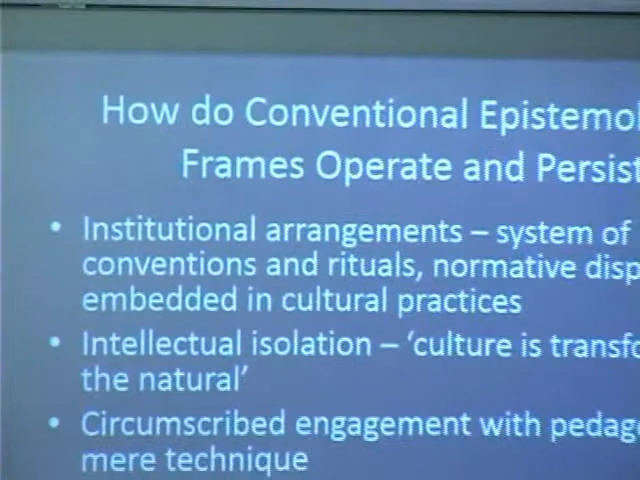 How do Conventional Epistemol
Frames Operate and Persist
• Institutional arrangements – system of
conventions and rituals, normative disp
embedded in cultural practices
• Intellectual isolation – ‘culture is transfo
the natural’
• Circumscribed engagement with pedag
mere technique